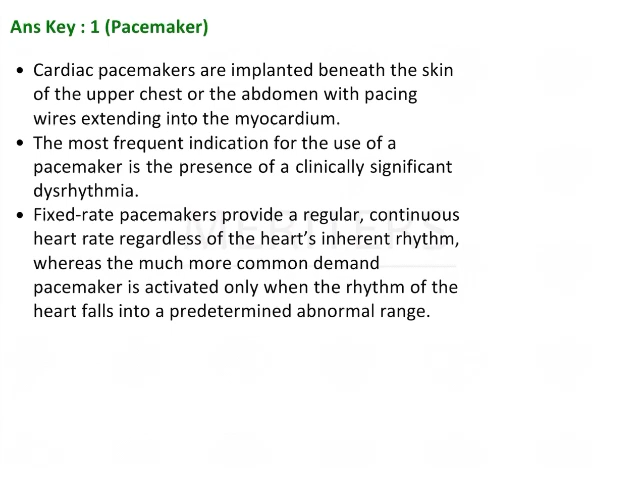 Ans Key : 1 (Pacemaker)
• Cardiac pacemakers are implanted beneath the skin
of the upper chest or the abdomen with pacing
wires extending into the myocardium.
• The most frequent indication for the use of a
pacemaker is the presence of a clinically significant
dysrhythmia.
• Fixed-rate pacemakers provide a regular, continuous
heart rate regardless of the heart's inherent rhythm,
whereas the much more common demand
pacemaker is activated only when the rhythm of the
heart falls into a predetermined abnormal range.